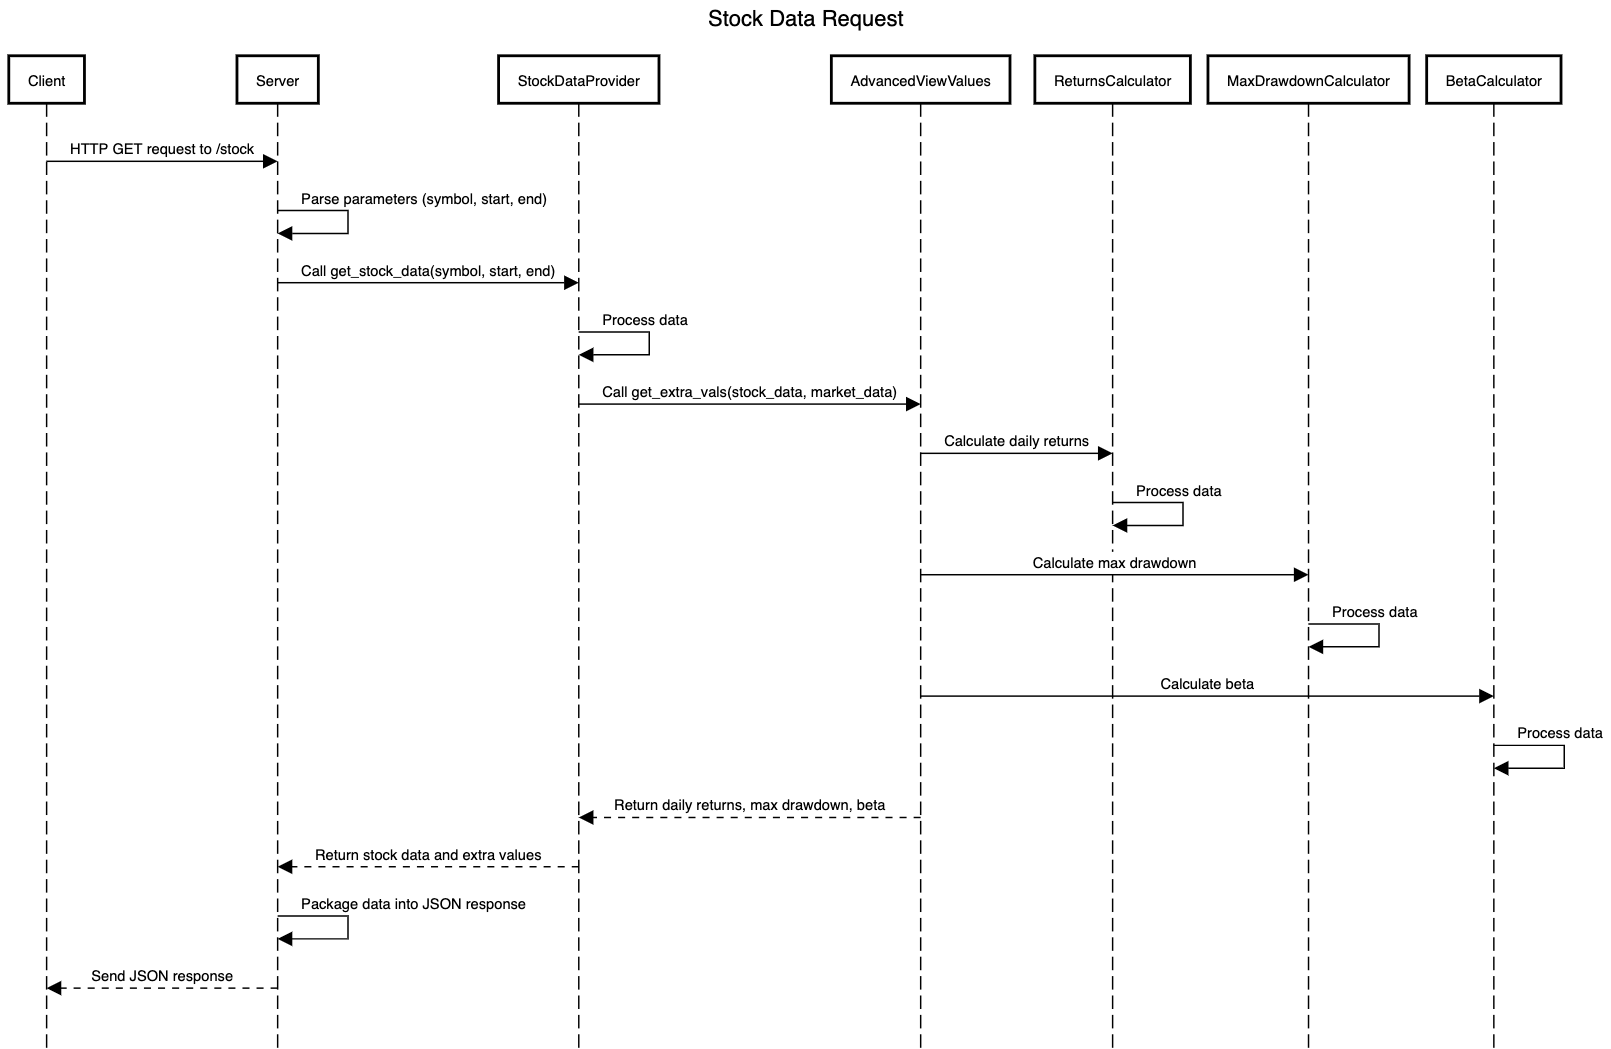 Stock Data Request
Client
Server
StockDataProvider
AdvancedViewValues
ReturnsCalculator
MaxDrawdownCalculator
BetaCalculator
HTTP GET request to /stock
Parse parameters (symbol, start, end)
Call get_stock_data(symbol, start, end)
Process data
Call get_extra_vals(stock_data, market_data)
Calculate daily returns
Process data
Calculate max drawdown
Process data
Calculate beta
Process data
Return daily returns, max drawdown, beta
Return stock data and extra values
Package data into JSON response
Send JSON response